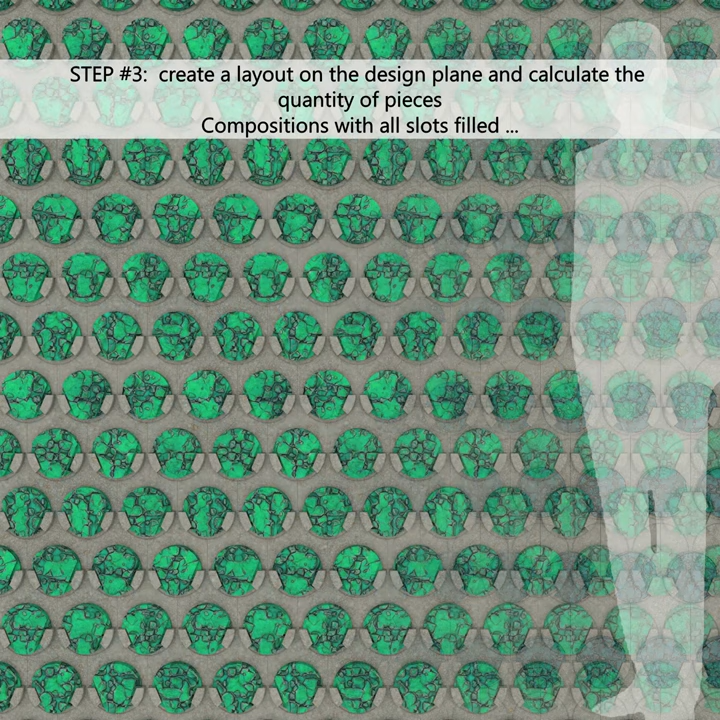 STEP #3:  create a layout on the design plane and calculate the
quantity of pieces
Compositions with all slots filled ...